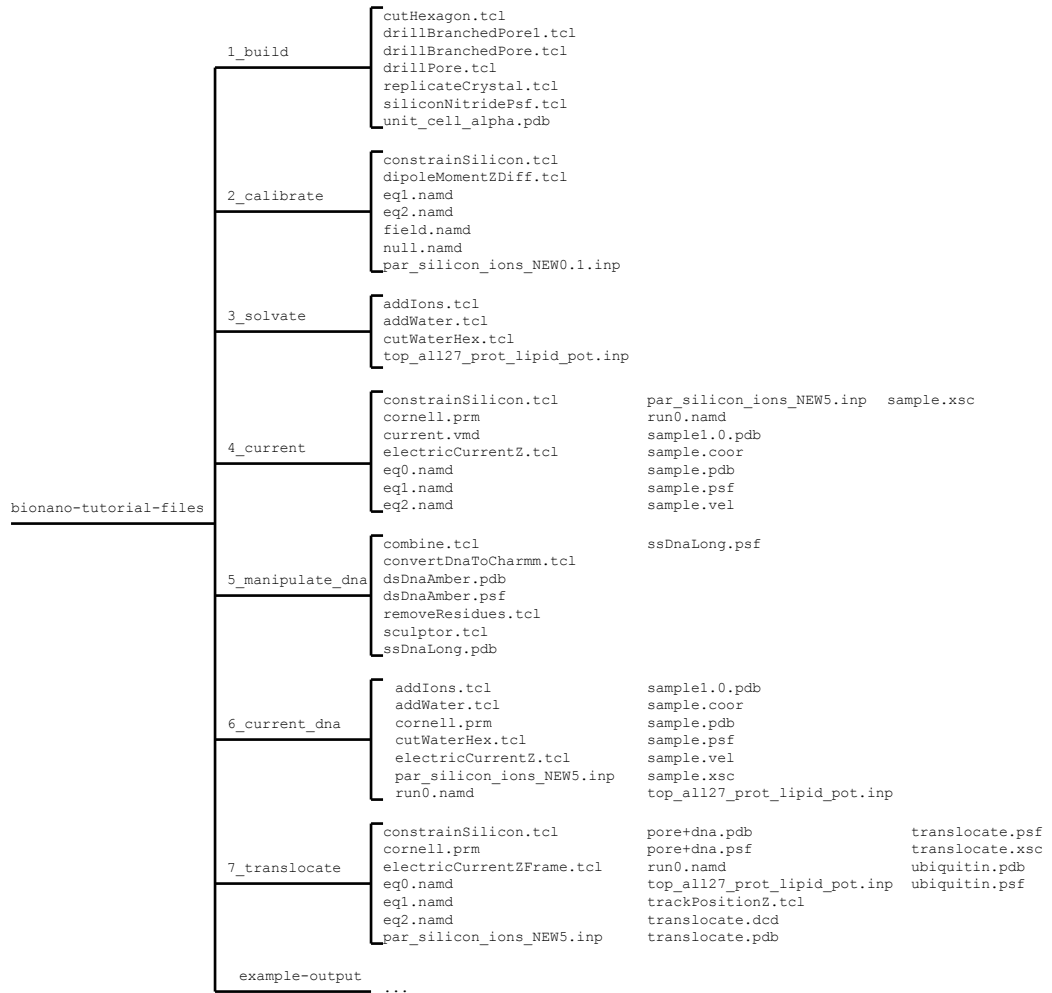 bionano-tutorial-files
1_build
cutHexagon.tcl
drillBranchedPore1.tcl
drillBranchedPore.tcl
drillPore.tcl
replicateCrystal.tcl
siliconNitridePsf.tcl
unit_cell_alpha.pdb
2_calibrate
constrainSilicon.tcl
dipoleMomentZDiff.tcl
eq1.namd
eq2.namd
field.namd
null.namd
par_silicon_ions_NEW0.1.inp
3_solvate
addIons.tcl
addWater.tcl
cutWaterHex.tcl
top_all27_prot_lipid_pot.inp
4_current
constrainSilicon.tcl par_silicon_ions_NEW5.inp sample.xsc
cornell.prm run0.namd
current.vmd sample1.0.pdb
electricCurrentZ.tcl sample.coor
eq0.namd sample.pdb
eq1.namd sample.psf
eq2.namd sample.vel
5_manipulate_dna
combine.tcl ssDnaLong.psf
convertDnaToCharmm.tcl
dsDnaAmber.pdb
dsDnaAmber.psf
removeResidues.tcl
sculptor.tcl
ssDnaLong.pdb
6_current_dna
addIons.tcl sample1.0.pdb
addWater.tcl sample.coor
cornell.prm sample.pdb
cutWaterHex.tcl sample.psf
electricCurrentZ.tcl sample.vel
par_silicon_ions_NEW5.inp sample.xsc
run0.namd top_all27_prot_lipid_pot.inp
7_translocate
constrainSilicon.tcl pore+dna.pdb translocate.psf
cornell.prm pore+dna.psf translocate.xsc
electricCurrentZFrame.tcl run0.namd ubiquitin.pdb
eq0.namd top_all27_prot_lipid_pot.inp ubiquitin.psf
eq1.namd trackPositionZ.tcl
eq2.namd translocate.dcd
par_silicon_ions_NEW5.inp translocate.pdb
example-output
...